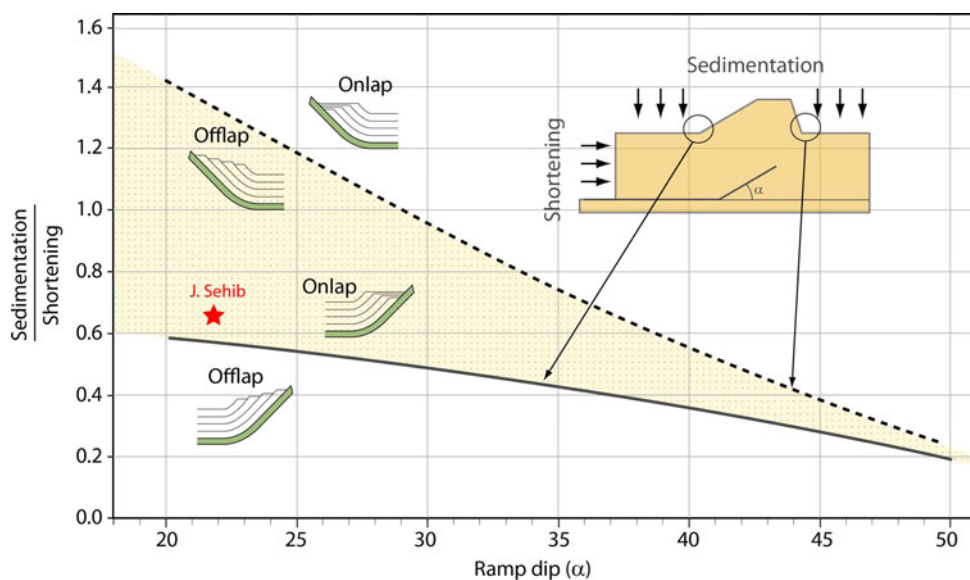 1.6
1.4
1.2
1.0
0.8
0.6
0.4
0.2
0.0
Sedimentation
Shortening
Onlap
Offlap
J. Sehib
Onlap
Offlap
Sedimentation
Shortening
α
20
25
30
35
40
45
50
Ramp dip (α)